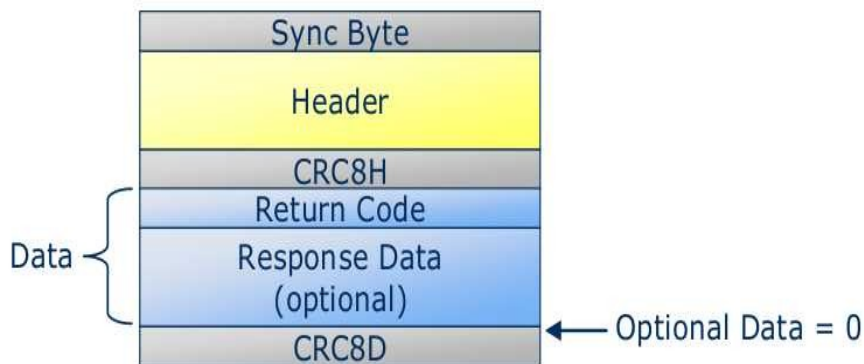 Sync Byte
Header
CRC8H
Return Code
Data
Response Data
(optional)
Optional Data = 0
CRC8D